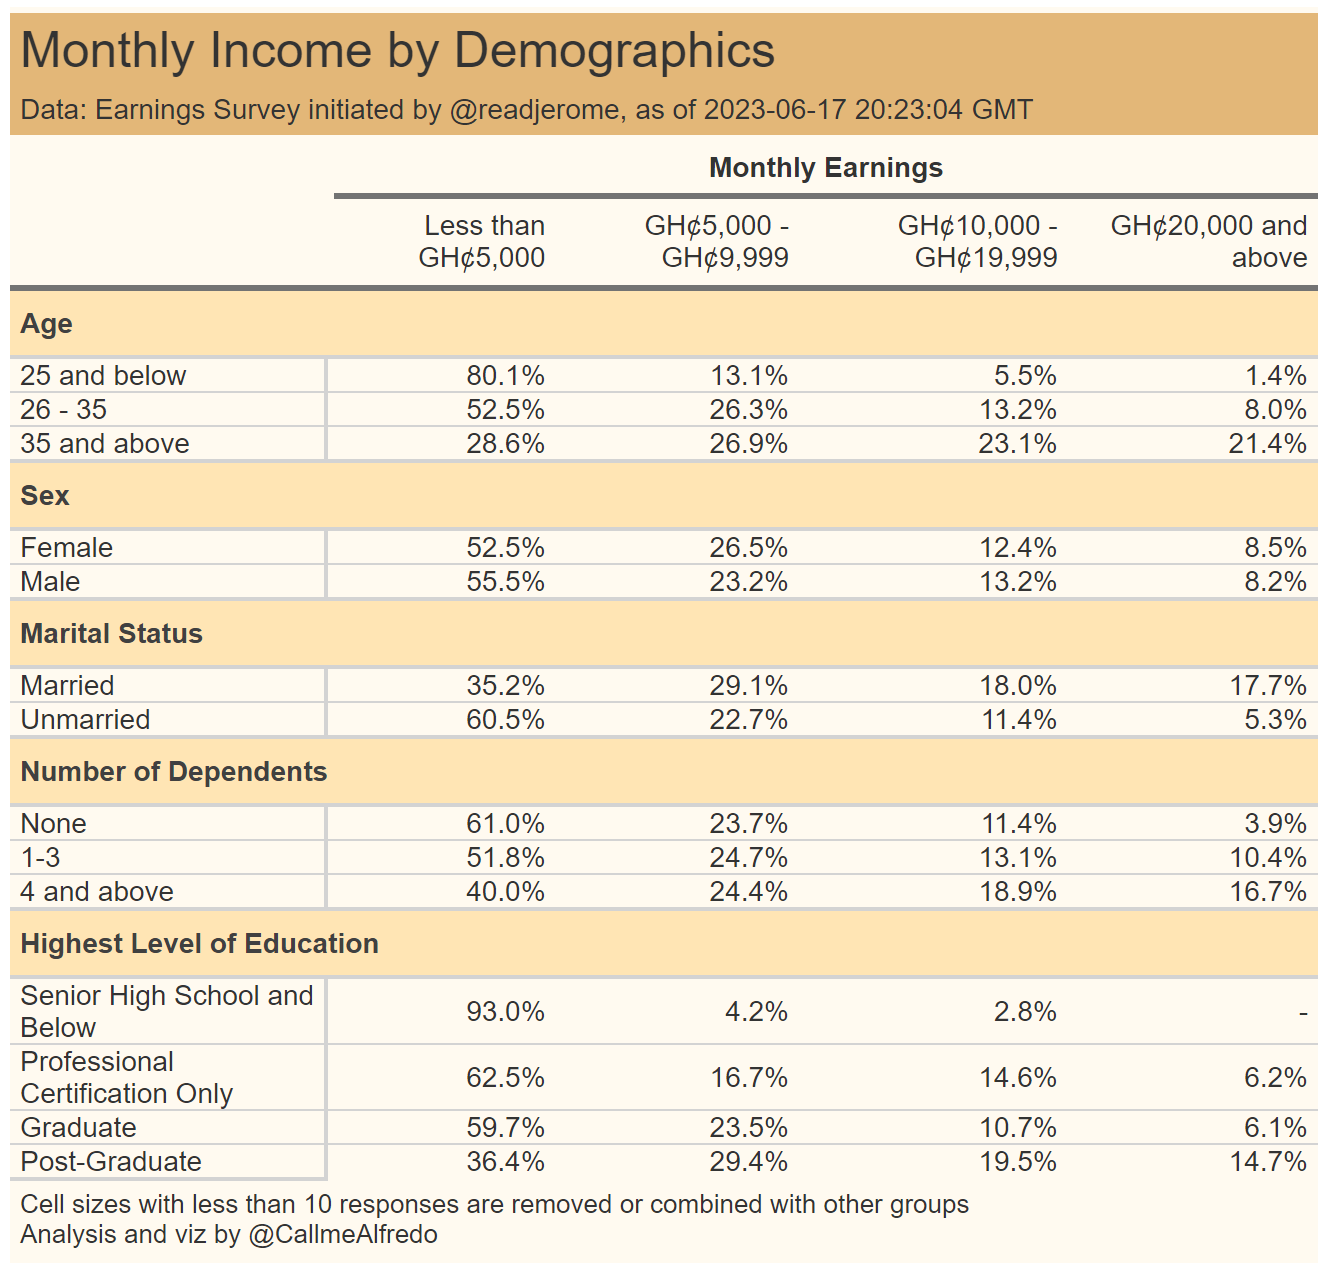 Monthly Income by Demographics
Data: Earnings Survey initiated by @readjerome, as of 2023-06-17 20:23:04 GMT
Monthly Earnings
Less than GH₵5,000 GH₵5,000 - GH₵9,999 GH₵10,000 - GH₵19,999 GH₵20,000 and above
Age
25 and below 80.1% 13.1% 5.5% 1.4%
26 - 35 52.5% 26.3% 13.2% 8.0%
35 and above 28.6% 26.9% 23.1% 21.4%
Sex
Female 52.5% 26.5% 12.4% 8.5%
Male 55.5% 23.2% 13.2% 8.2%
Marital Status
Married 35.2% 29.1% 18.0% 17.7%
Unmarried 60.5% 22.7% 11.4% 5.3%
Number of Dependents
None 61.0% 23.7% 11.4% 3.9%
1-3 51.8% 24.7% 13.1% 10.4%
4 and above 40.0% 24.4% 18.9% 16.7%
Highest Level of Education
Senior High School and Below 93.0% 4.2% 2.8% -
Professional Certification Only 62.5% 16.7% 14.6% 6.2%
Graduate 59.7% 23.5% 10.7% 6.1%
Post-Graduate 36.4% 29.4% 19.5% 14.7%
Cell sizes with less than 10 responses are removed or combined with other groups
Analysis and viz by @CallmeAlfredo